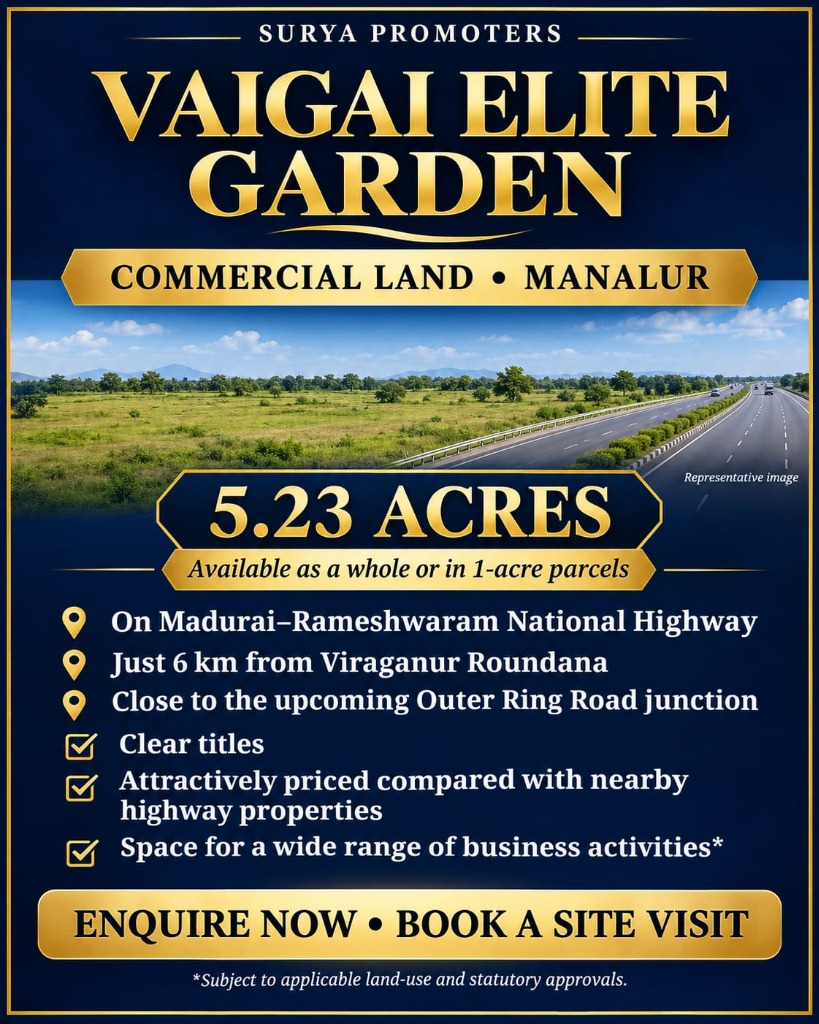 SURYA PROMOTERS
VAIGAI ELITE
GARDEN
COMMERCIAL LAND • MANALUR
Representative image
5.23 ACRES
Available as a whole or in 1-acre parcels
On Madurai–Rameshwaram National Highway
Just 6 km from Viraganur Roundana
Close to the upcoming Outer Ring Road junction
Clear titles
Attractively priced compared with nearby
highway properties
Space for a wide range of business activities*
ENQUIRE NOW • BOOK A SITE VISIT
*Subject to applicable land-use and statutory approvals.